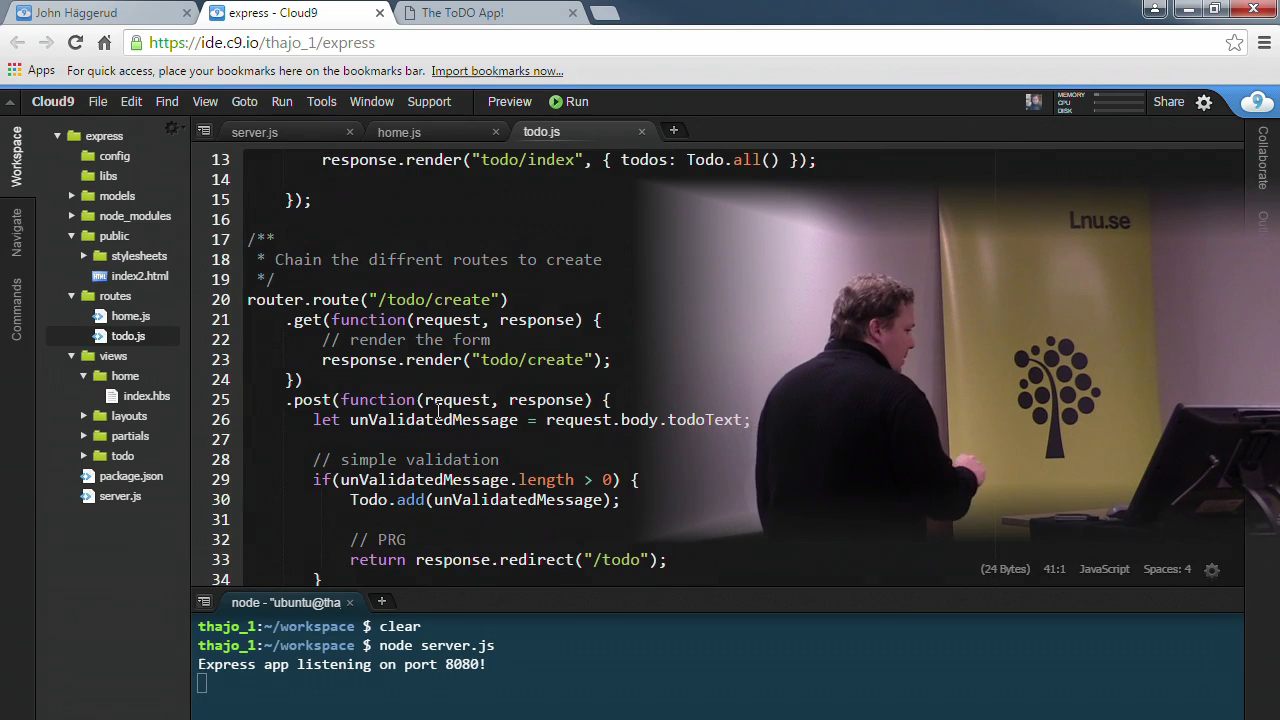 John Häggerud
express - Cloud9
The ToDO App!
https://ide.c9.io/thajo_1/express
Apps
For quick access, place your bookmarks here on the bookmarks bar. Import bookmarks now...
Cloud9 File Edit Find View Goto Run Tools Window Support Preview Run
MEMORY
CPU
DISK
Share
Workspace
Navigate
Commands
Collaborate
express
config
libs
models
node_modules
public
stylesheets
index2.html
routes
home.js
todo.js
views
home
index.hbs
layouts
partials
todo
package.json
server.js
server.js
home.js
todo.js
13 response.render("todo/index", { todos: Todo.all() });
14
15 });
16
17 /**
18 * Chain the diffrent routes to create
19 */
20 router.route("/todo/create")
21 .get(function(request, response) {
22 // render the form
23 response.render("todo/create");
24 })
25 .post(function(request, response) {
26 let unValidatedMessage = request.body.todoText;
27
28 // simple validation
29 if(unValidatedMessage.length > 0) {
30 Todo.add(unValidatedMessage);
31
32 // PRG
33 return response.redirect("/todo");
34 }
Lnu.se
(24 Bytes) 41:1 JavaScript Spaces: 4
node - "ubuntu@tha
thajo_1:~/workspace $ clear
thajo_1:~/workspace $ node server.js
Express app listening on port 8080!